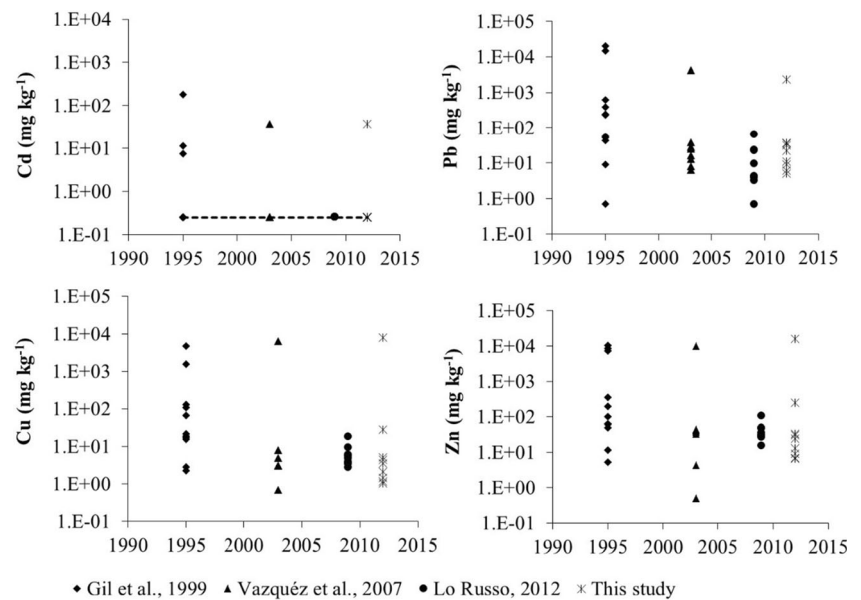 1.E+04
1.E+03
1.E+02
1.E+01
1.E+00
1.E-01
Cd (mg kg-1)
1990 1995 2000 2005 2010 2015
1.E+05
1.E+04
1.E+03
1.E+02
1.E+01
1.E+00
1.E-01
Pb (mg kg-1)
1990 1995 2000 2005 2010 2015
1.E+05
1.E+04
1.E+03
1.E+02
1.E+01
1.E+00
1.E-01
Cu (mg kg-1)
1990 1995 2000 2005 2010 2015
1.E+05
1.E+04
1.E+03
1.E+02
1.E+01
1.E+00
1.E-01
Zn (mg kg-1)
1990 1995 2000 2005 2010 2015
Gil et al., 1999 Vazquéz et al., 2007 Lo Russo, 2012 This study